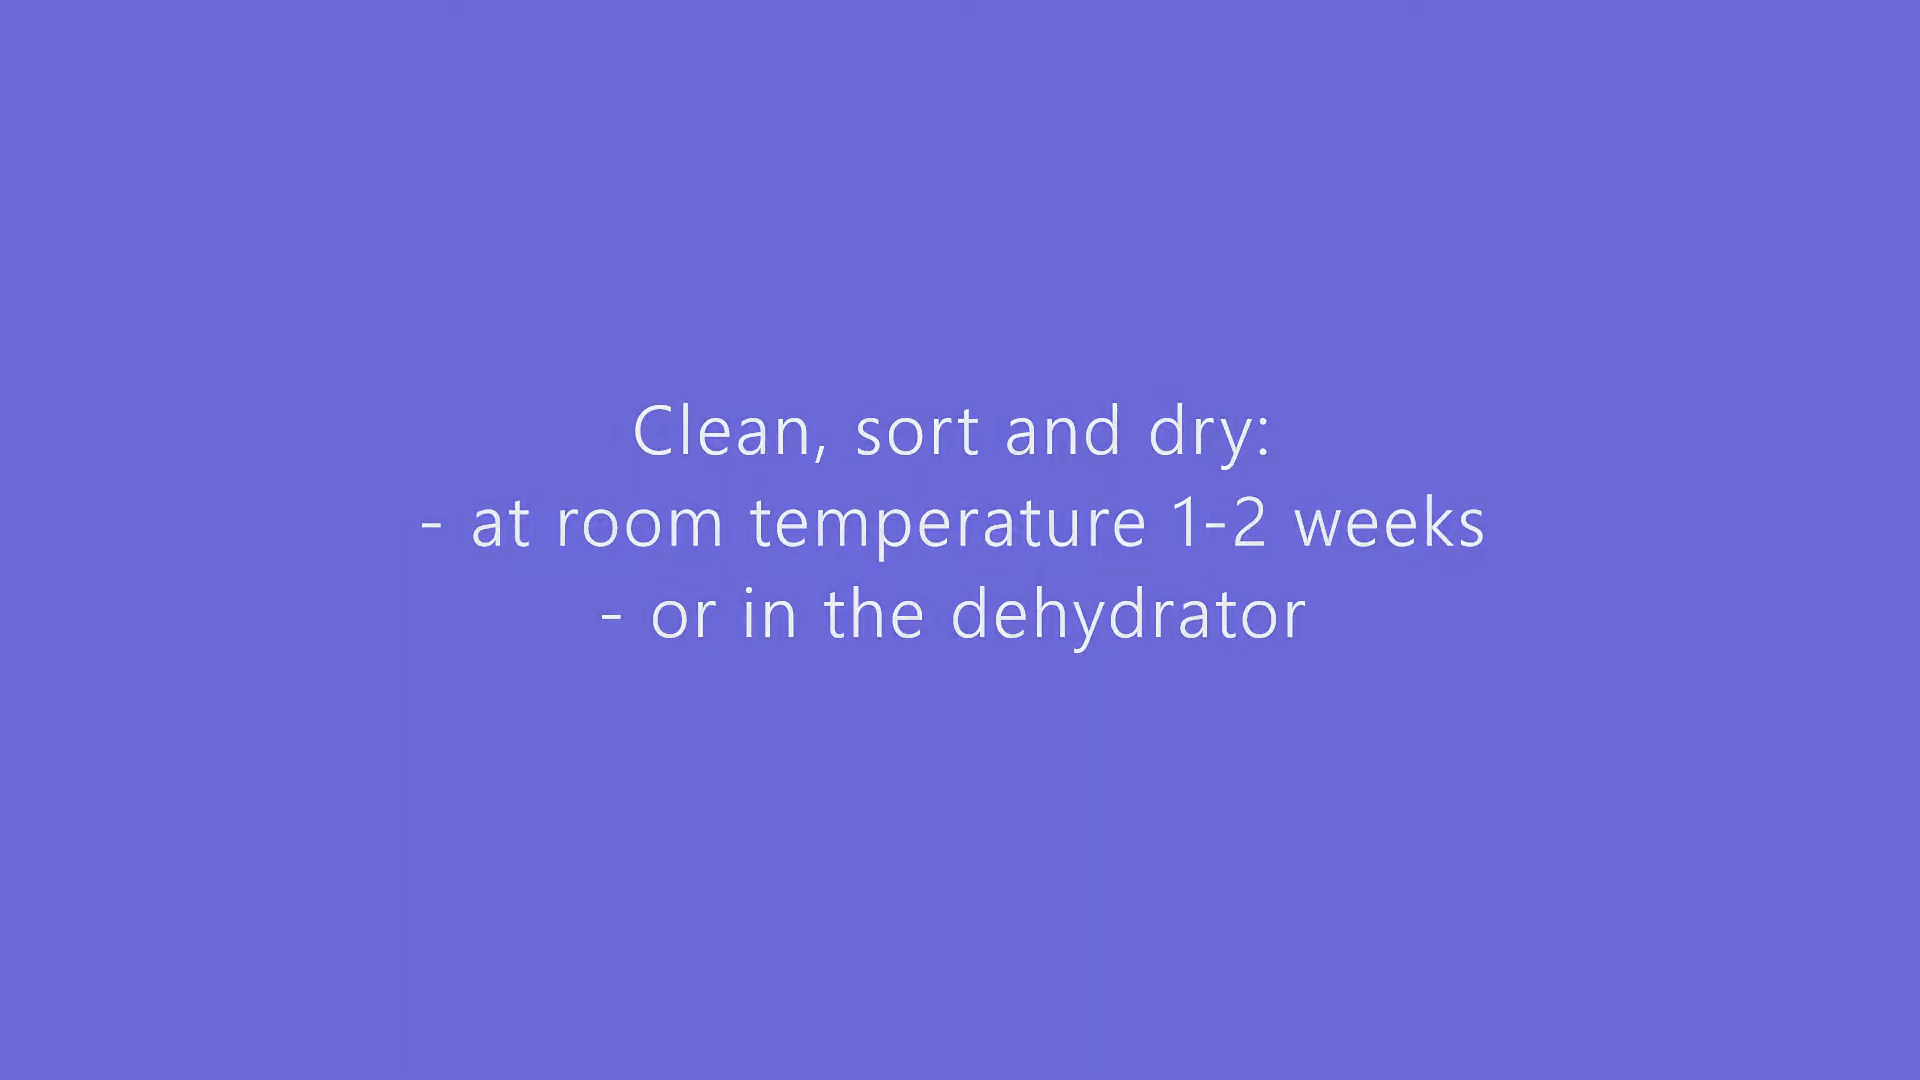 Clean, sort and dry:
- at room temperature 1-2 weeks
- or in the dehydrator